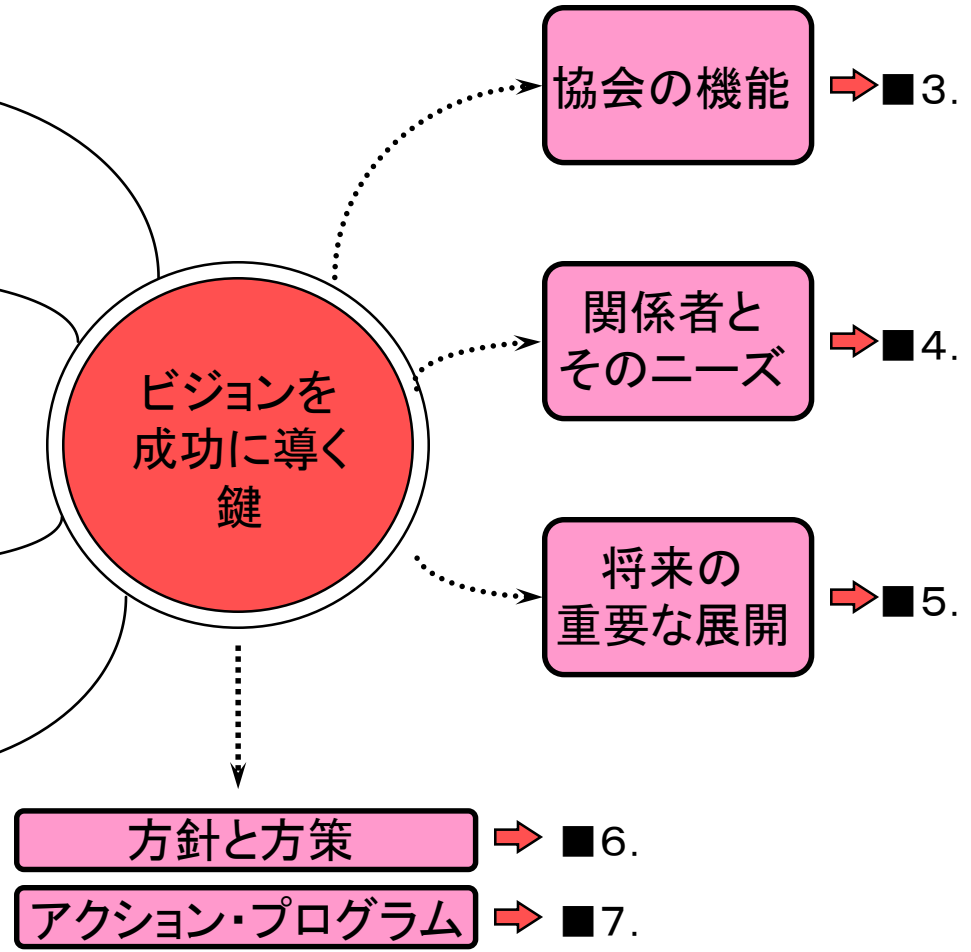 協会の機能
■3.
関係者と
そのニーズ
■4.
ビジョンを
成功に導く
鍵
将来の
重要な展開
■5.
方針と方策
■6.
アクション・プログラム
■7.